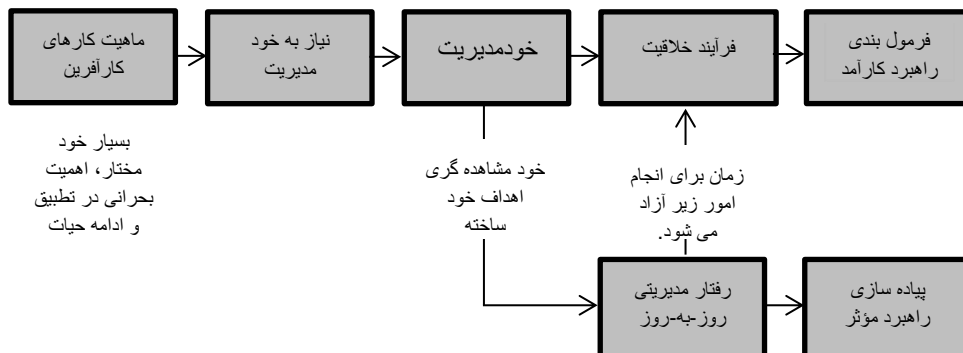 ماهیت کارهای
کارآفرین
نیاز به خود
مدیریت
خودمدیریت
فرآیند خلاقیت
فرمول بندی
راهبرد کارآمد
بسیار خود
مختار، اهمیت
بحرانی در تطبیق
و ادامه حیات
خود مشاهده گری
اهداف خود
ساخته
زمان برای انجام
امور زیر آزاد
می شود.
رفتار مدیریتی
روز-به-روز
پیاده سازی
راهبرد مؤثر